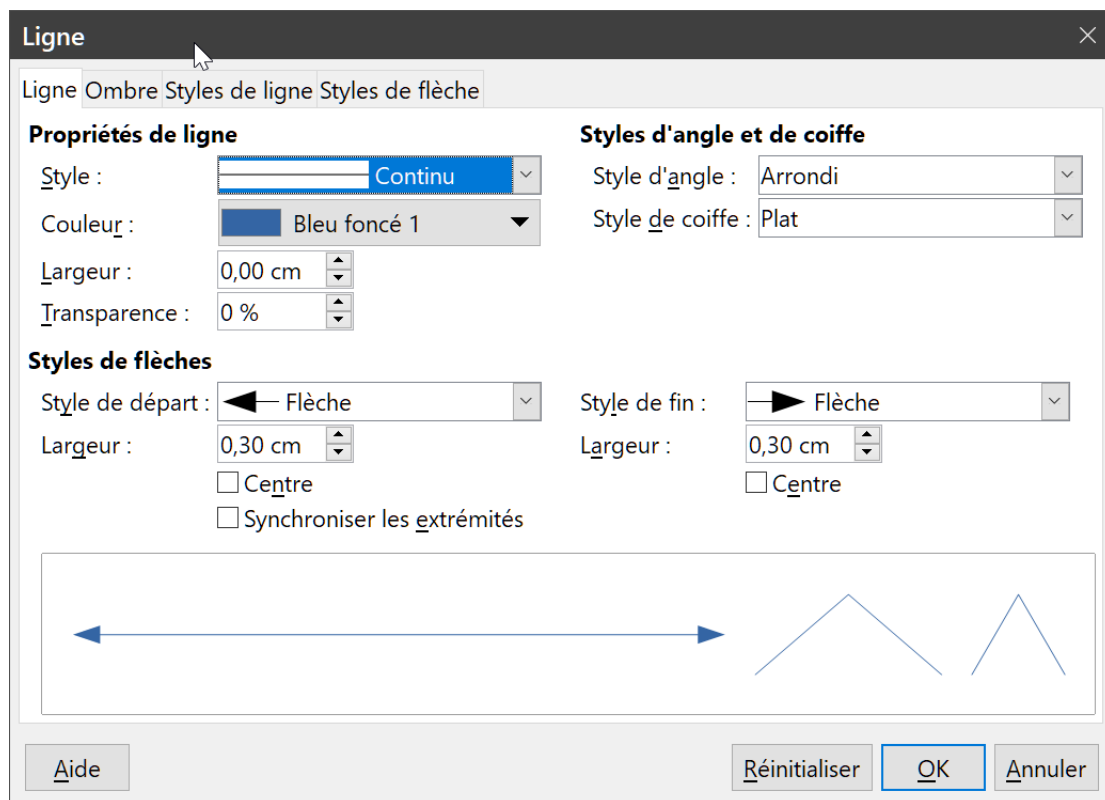 Ligne
Ligne Ombre Styles de ligne Styles de flèche
Propriétés de ligne
Style : Continu
Couleur : Bleu foncé 1
Largeur : 0,00 cm
Transparence : 0 %
Styles d'angle et de coiffe
Style d'angle : Arrondi
Style de coiffe : Plat
Styles de flèches
Style de départ : Flèche
Largeur : 0,30 cm
Centre
Synchroniser les extrémités
Style de fin : Flèche
Largeur : 0,30 cm
Centre
Aide Réinitialiser OK Annuler